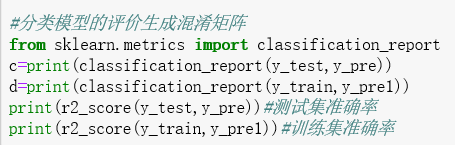 #分类模型的评价生成混淆矩阵
from sklearn.metrics import classification_report
c=print(classification_report(y_test,y_pre))
d=print(classification_report(y_train,y_pre1))
print(r2_score(y_test,y_pre))#测试集准确率
print(r2_score(y_train,y_pre1))#训练集准确率